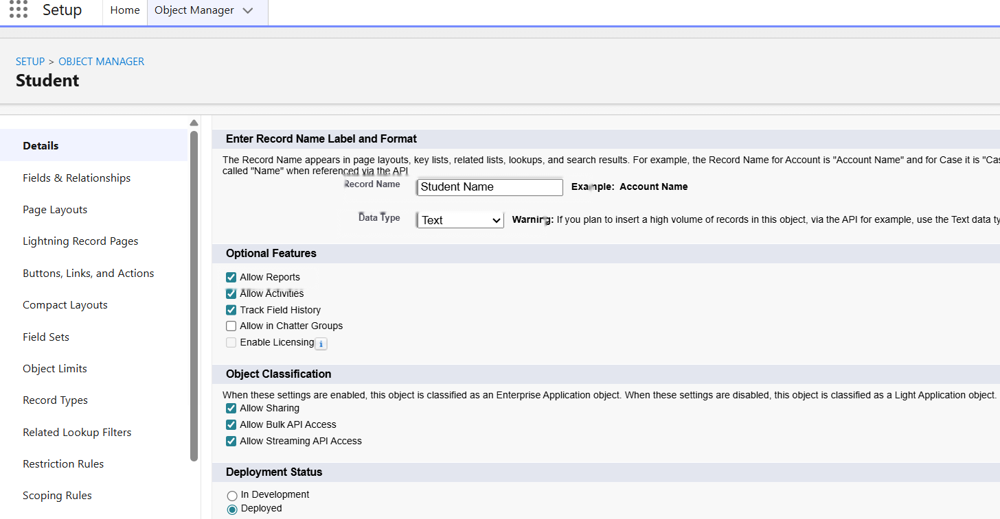 Setup
Home
Object Manager
SETUP > OBJECT MANAGER
Student
Details
Fields & Relationships
Page Layouts
Lightning Record Pages
Buttons, Links, and Actions
Compact Layouts
Field Sets
Object Limits
Record Types
Related Lookup Filters
Restriction Rules
Scoping Rules
Enter Record Name Label and Format
The Record Name appears in page layouts, key lists, related lists, lookups, and search results. For example, the Record Name for Account is "Account Name" and for Case it is "Cas
called "Name" when referenced via the API
Record Name Student Name Example: Account Name
Data Type Text Warning: If you plan to insert a high volume of records in this object, via the API for example, use the Text data ty
Optional Features
Allow Reports
Allow Activities
Track Field History
Allow in Chatter Groups
Enable Licensing i
Object Classification
When these settings are enabled, this object is classified as an Enterprise Application object. When these settings are disabled, this object is classified as a Light Application object.
Allow Sharing
Allow Bulk API Access
Allow Streaming API Access
Deployment Status
In Development
Deployed